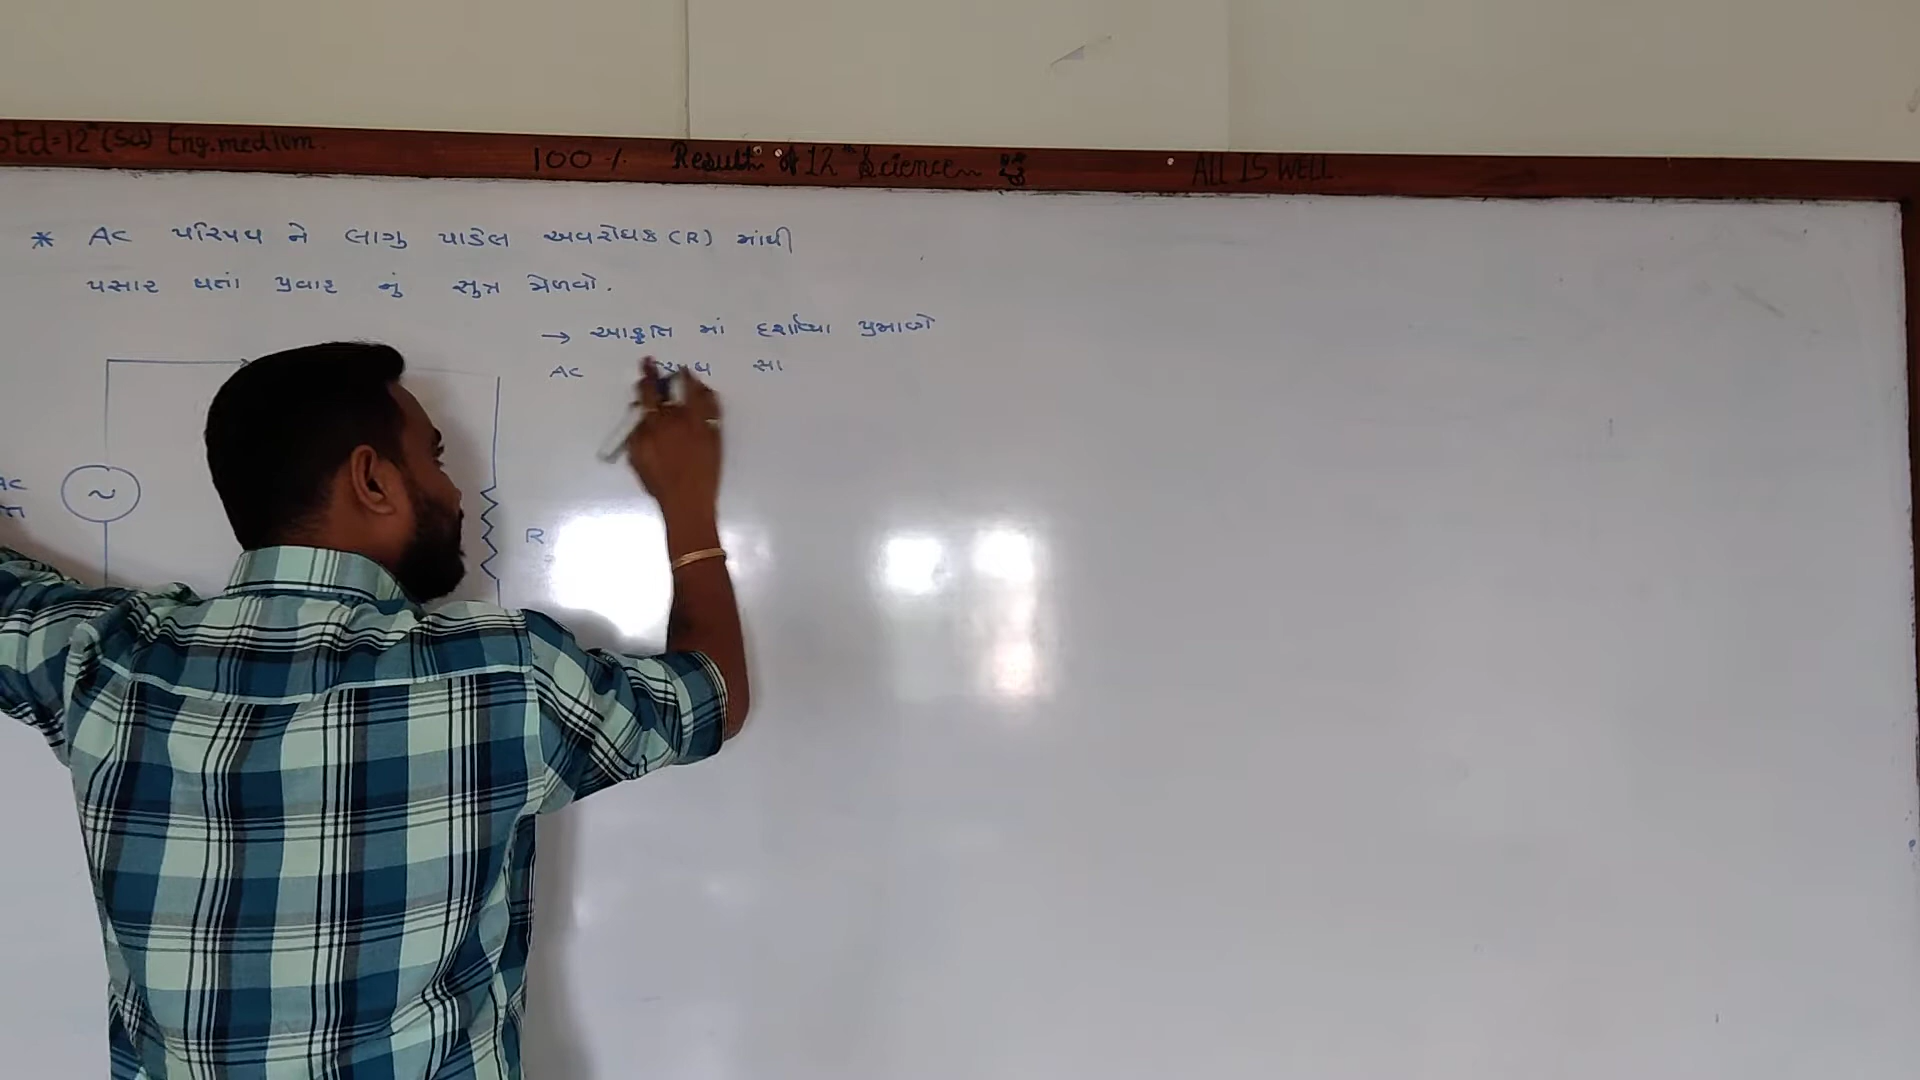 Std=12th (Sci) Eng.medium.
100 % Result of 12th Science
ALL IS WELL.
* AC પરિપથ ને લાગુ પાડેલ અવરોધક (R) માંથી
પસાર થતાં પ્રવાહ નું સુત્ર મેળવો.
→ આકૃતિ માં દર્શાવ્યા પ્રમાણે
AC સા
AC
~
R